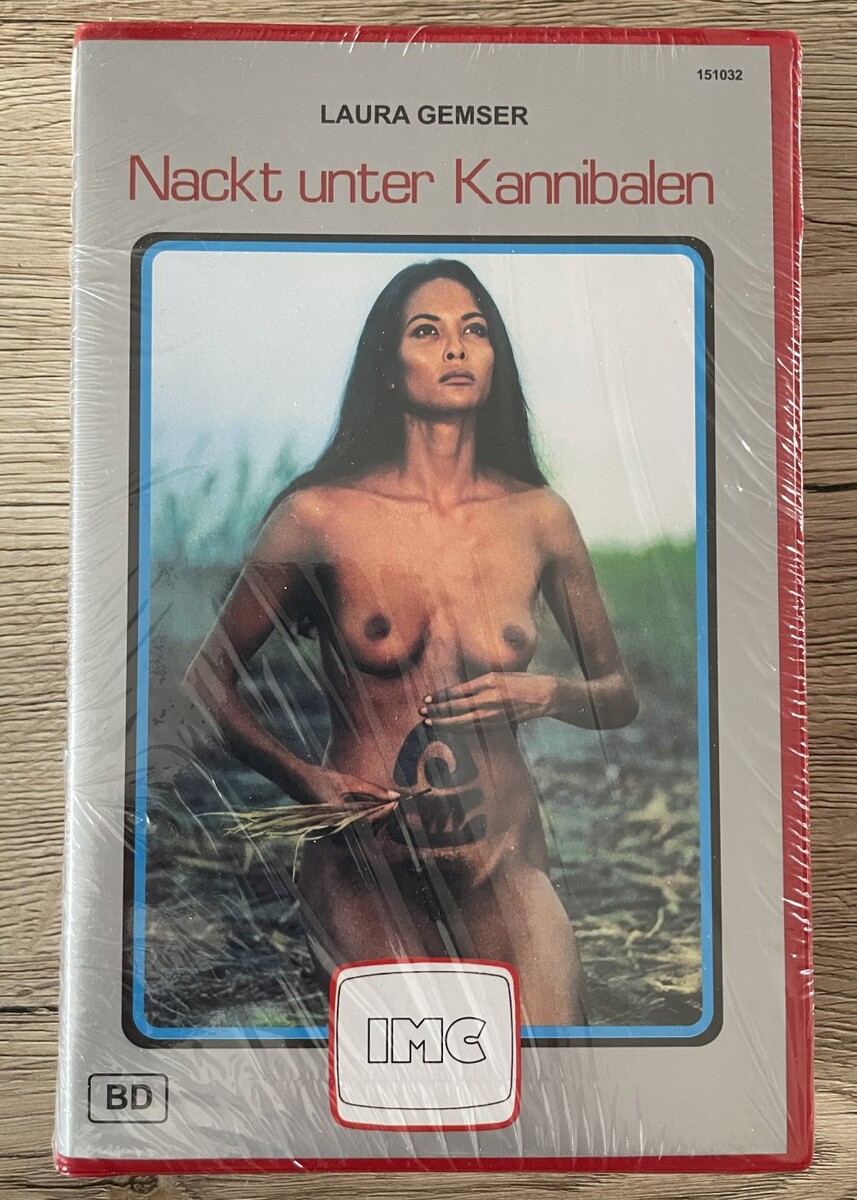 151032
LAURA GEMSER
Nackt unter Kannibalen
IMC
BD